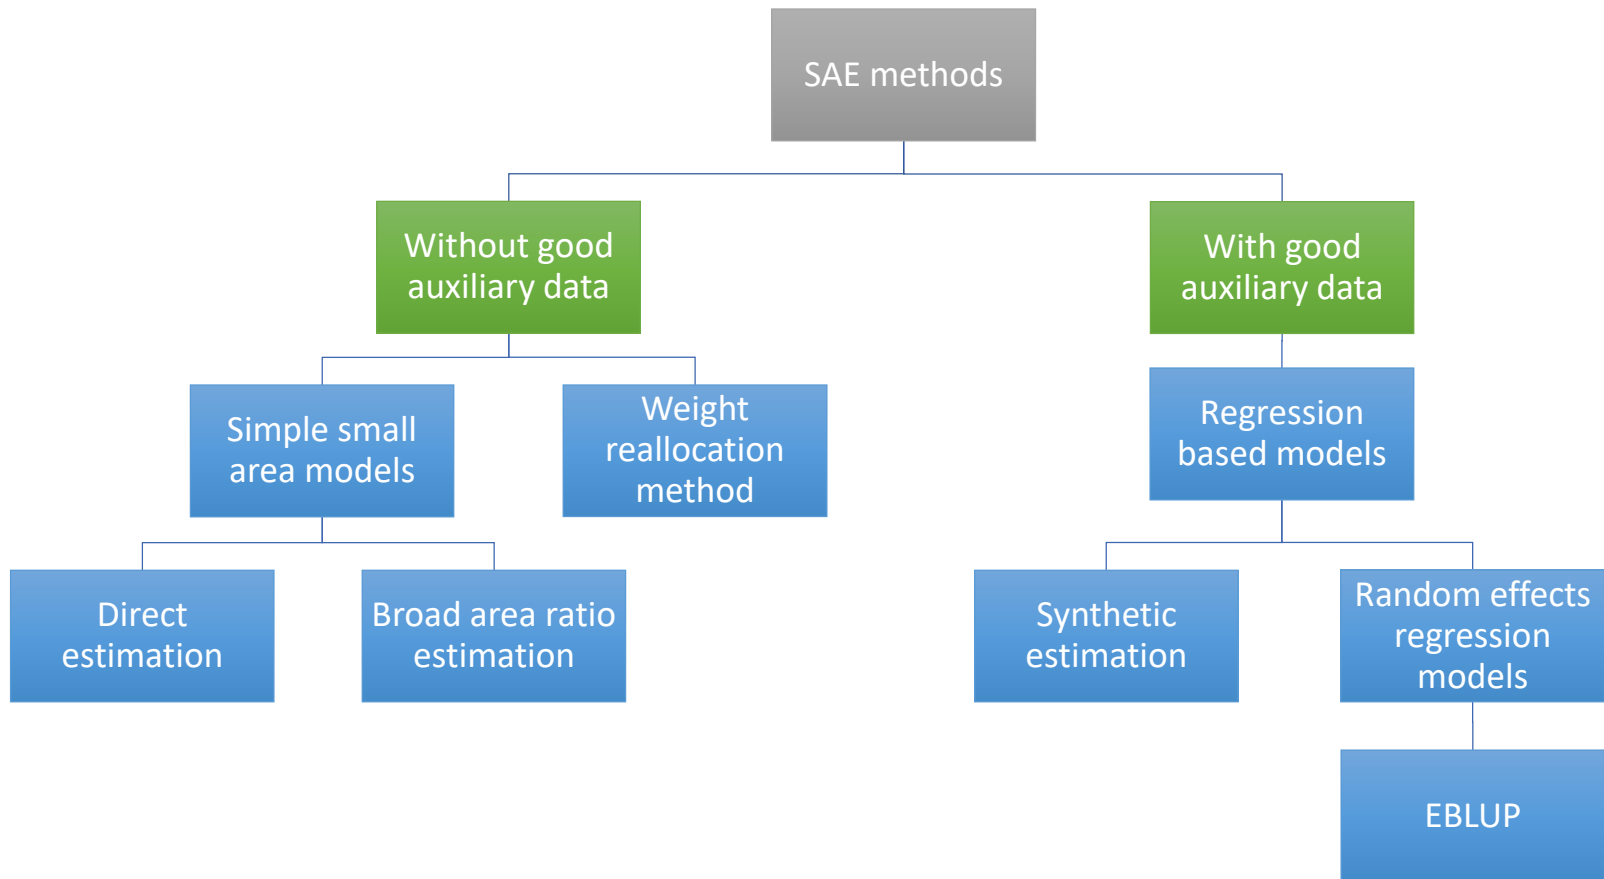 SAE methods
Without good
auxiliary data
With good
auxiliary data
Simple small
area models
Weight
reallocation
method
Regression
based models
Direct
estimation
Broad area ratio
estimation
Synthetic
estimation
Random effects
regression
models
EBLUP